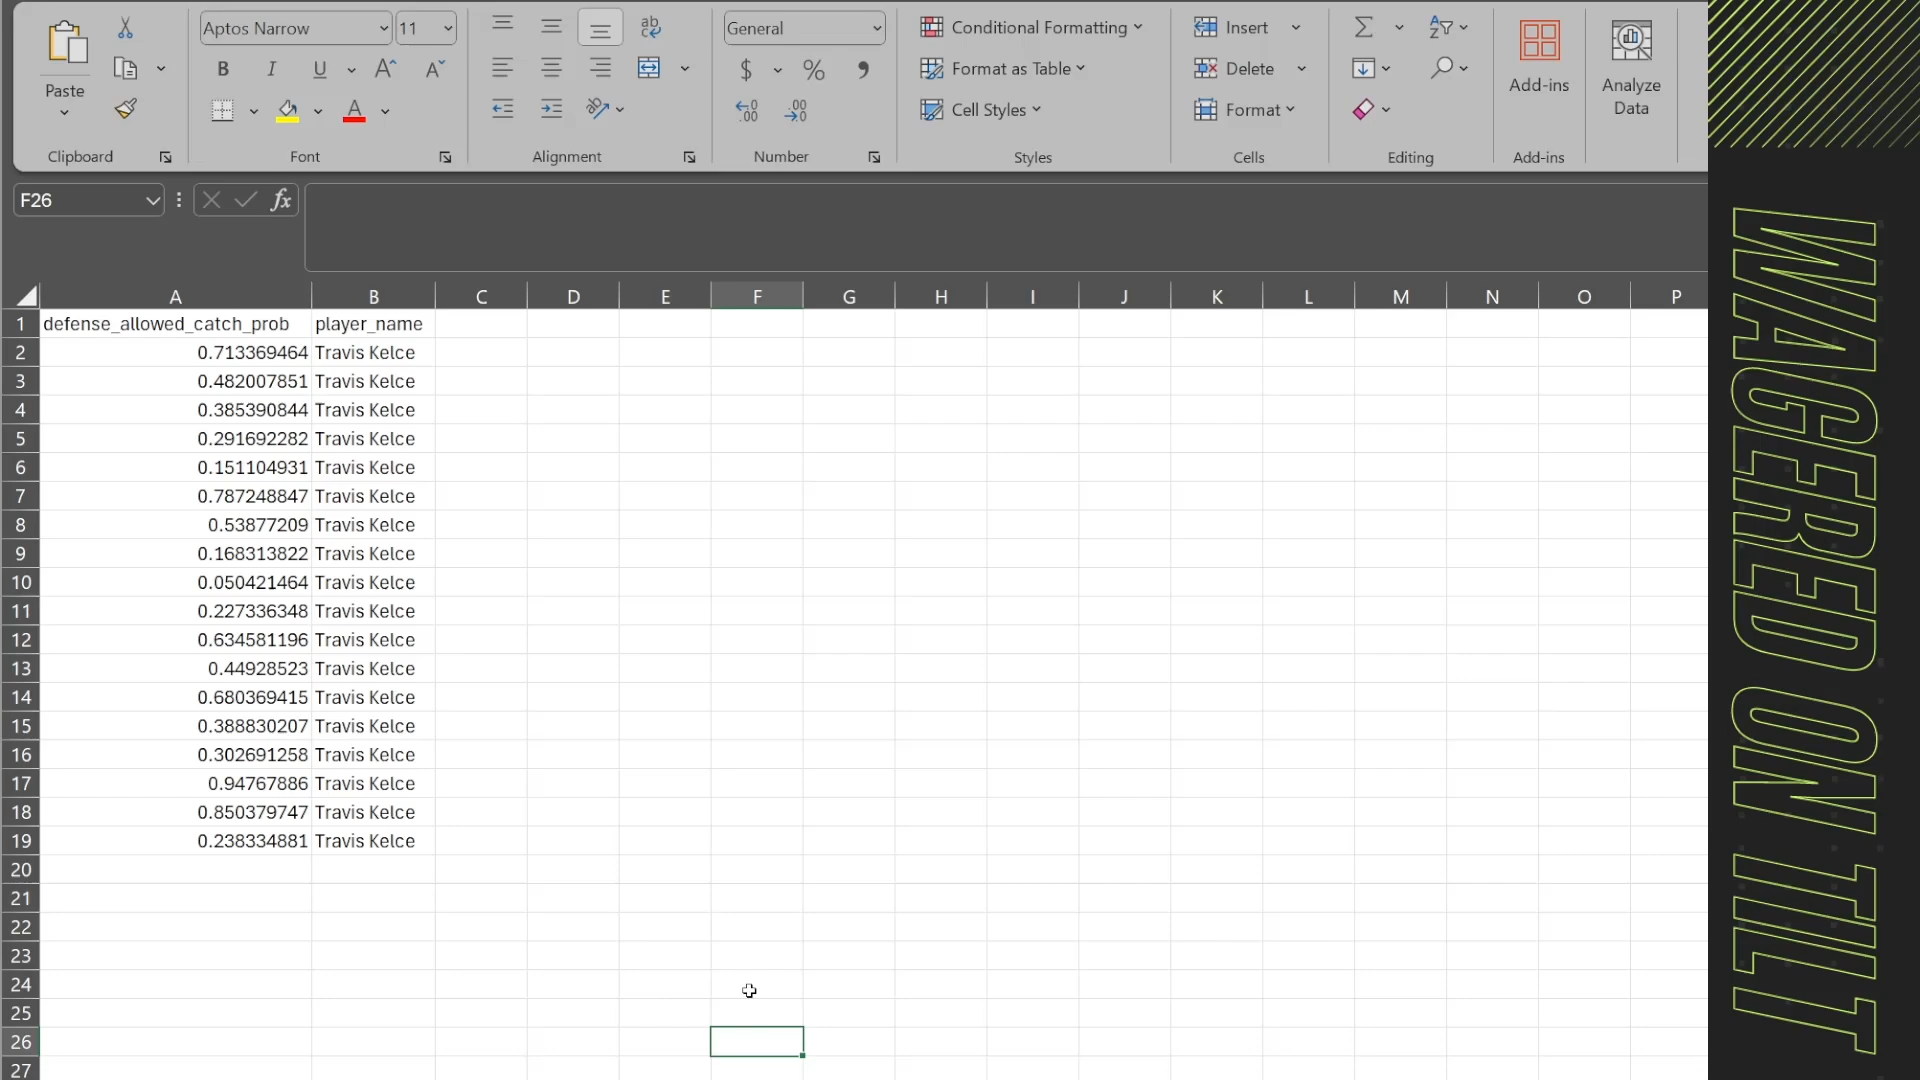 Paste
Clipboard
Aptos Narrow
11
B I U A A
A
Font
ab
Alignment
General
$ %
Number
Conditional Formatting
Format as Table
Cell Styles
Styles
Insert
Delete
Format
Cells
Editing
Add-ins
Add-ins
Analyze
Data
F26
fx
A B C D E F G H I J K L M N O P
1 defense_allowed_catch_prob player_name
2 0.713369464 Travis Kelce
3 0.482007851 Travis Kelce
4 0.385390844 Travis Kelce
5 0.291692282 Travis Kelce
6 0.151104931 Travis Kelce
7 0.787248847 Travis Kelce
8 0.53877209 Travis Kelce
9 0.168313822 Travis Kelce
10 0.050421464 Travis Kelce
11 0.227336348 Travis Kelce
12 0.634581196 Travis Kelce
13 0.44928523 Travis Kelce
14 0.680369415 Travis Kelce
15 0.388830207 Travis Kelce
16 0.302691258 Travis Kelce
17 0.94767886 Travis Kelce
18 0.850379747 Travis Kelce
19 0.238334881 Travis Kelce
20
21
22
23
24
25
26
27
WAGERED ON TILT